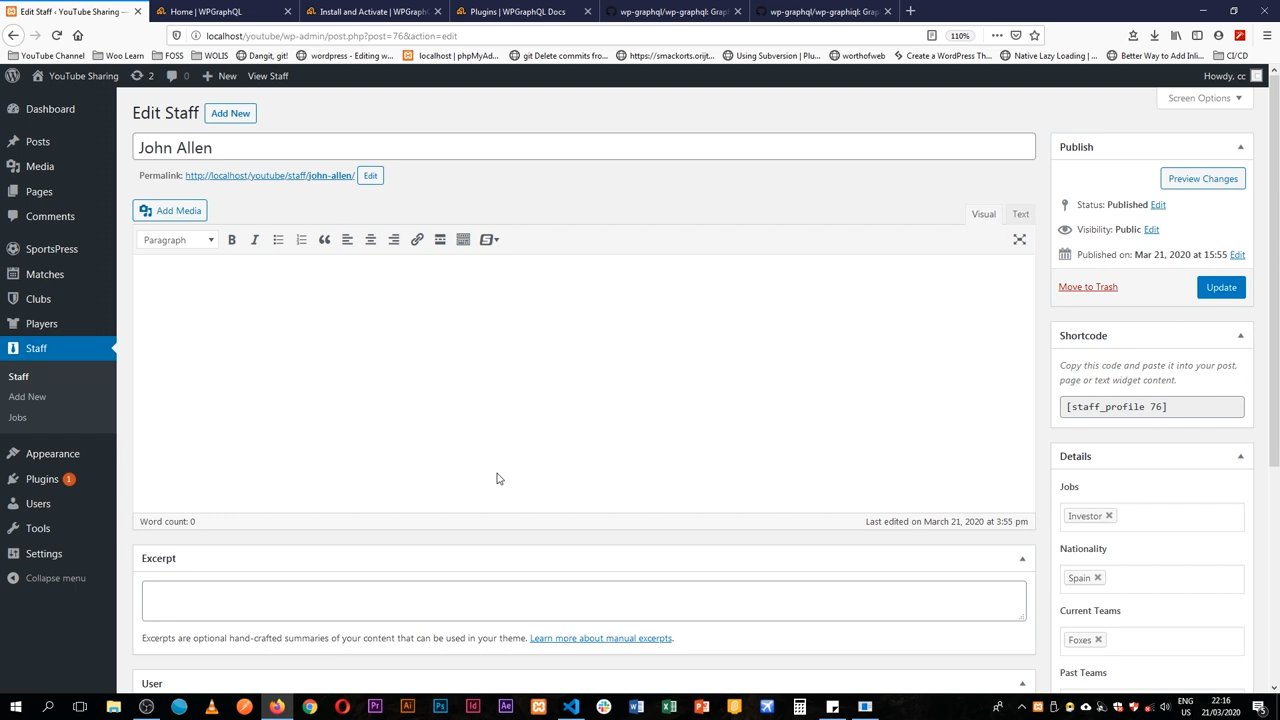 Edit Staff ‹ YouTube Sharing —
Home | WPGraphQL
Install and Activate | WPGraphQL
Plugins | WPGraphQL Docs
wp-graphql/wp-graphql: Grap
wp-graphql/wp-graphiql: Grap
localhost/youtube/wp-admin/post.php?post=76&action=edit
110%
YouTube Channel
Woo Learn
FOSS
WOLIS
Dangit, git!
wordpress - Editing w
localhost | phpMyAd
git Delete commits fro
https://smackorts.orijt
Using Subversion | Plu
worthofweb
Creating a WordPress Th
Native Lazy Loading |
Better Way to Add Inli
CI/CD
YouTube Sharing
2
0
New
View Staff
Howdy, cc
Screen Options
Dashboard
Posts
Media
Pages
Comments
SportsPress
Matches
Clubs
Players
Staff
Staff
Add New
Jobs
Appearance
Plugins 1
Users
Tools
Settings
Collapse menu
Edit Staff
Add New
John Allen
Permalink: http://localhost/youtube/staff/john-allen/ Edit
Add Media
Visual
Text
Paragraph
Word count: 0
Last edited on March 21, 2020 at 3:55 pm
Excerpt
Excerpts are optional hand-crafted summaries of your content that can be used in your theme. Learn more about manual excerpts.
User
Publish
Preview Changes
Status: Published Edit
Visibility: Public Edit
Published on: Mar 21, 2020 at 15:55 Edit
Move to Trash
Update
Shortcode
Copy this code and paste it into your post,
page or text widget content.
[staff_profile 76]
Details
Jobs
Investor
Nationality
Spain
Current Teams
Foxes
Past Teams
ENG
US
22:16
21/03/2020